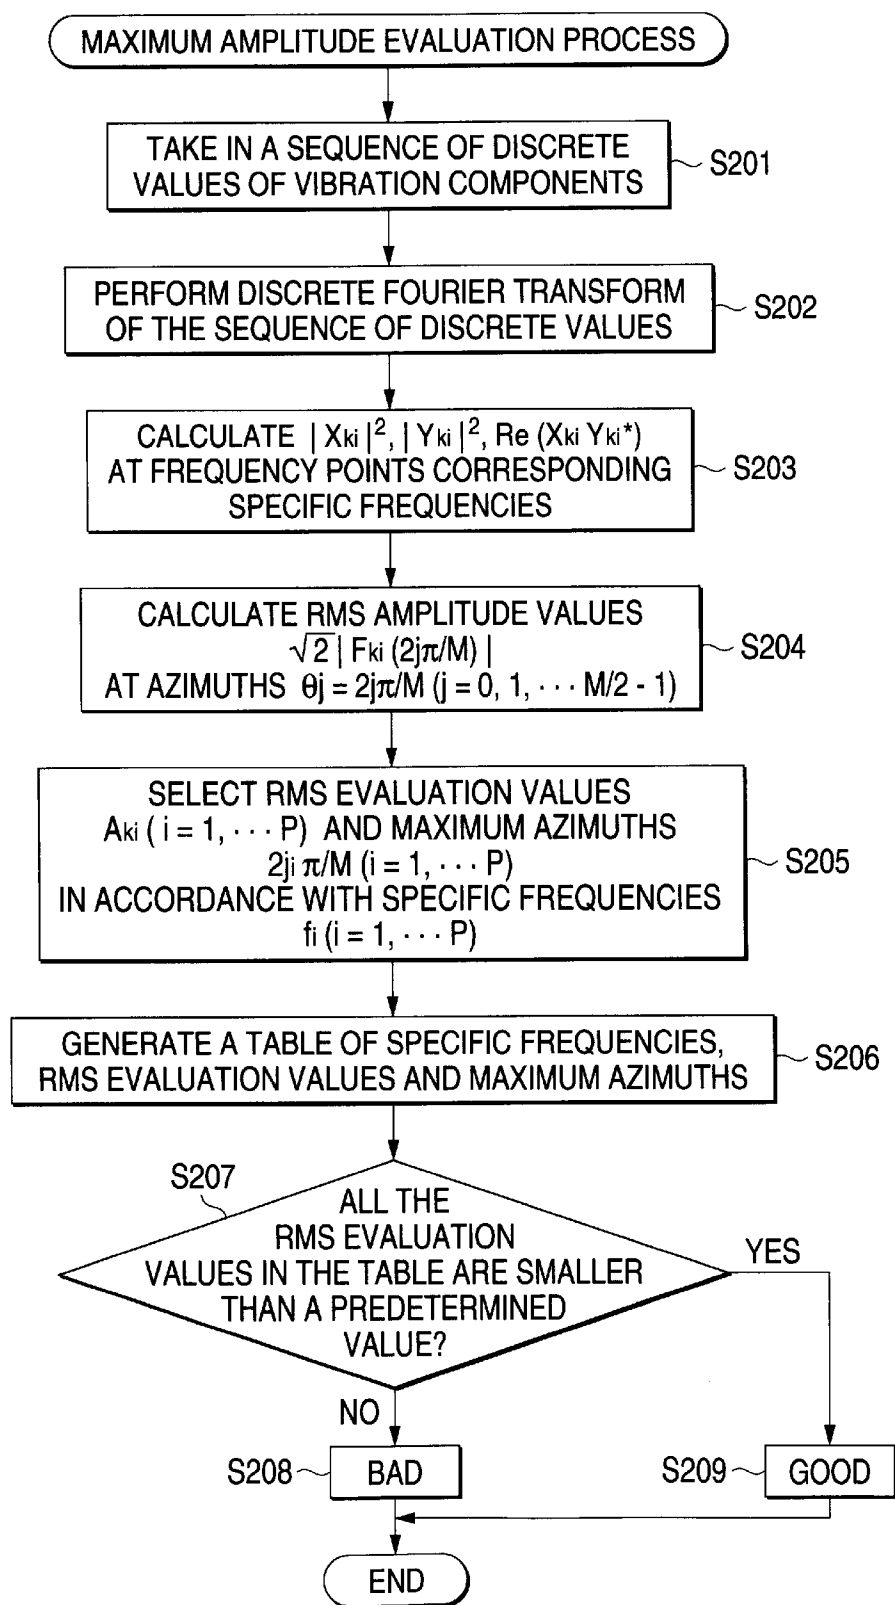 MAXIMUM AMPLITUDE EVALUATION PROCESS
TAKE IN A SEQUENCE OF DISCRETE
VALUES OF VIBRATION COMPONENTS
S201
PERFORM DISCRETE FOURIER TRANSFORM
OF THE SEQUENCE OF DISCRETE VALUES
S202
CALCULATE | Xki |², | Yki |², Re (Xki Yki*)
AT FREQUENCY POINTS CORRESPONDING
SPECIFIC FREQUENCIES
S203
CALCULATE RMS AMPLITUDE VALUES
√2 | Fki (2jπ/M) |
AT AZIMUTHS θj = 2jπ/M (j = 0, 1, ··· M/2 - 1)
S204
SELECT RMS EVALUATION VALUES
Aki ( i = 1, ··· P) AND MAXIMUM AZIMUTHS
2ji π/M (i = 1, ··· P)
IN ACCORDANCE WITH SPECIFIC FREQUENCIES
fi (i = 1, ··· P)
S205
GENERATE A TABLE OF SPECIFIC FREQUENCIES,
RMS EVALUATION VALUES AND MAXIMUM AZIMUTHS
S206
S207
ALL THE
RMS EVALUATION
VALUES IN THE TABLE ARE SMALLER
THAN A PREDETERMINED
VALUE?
YES
NO
S208
BAD
S209
GOOD
END